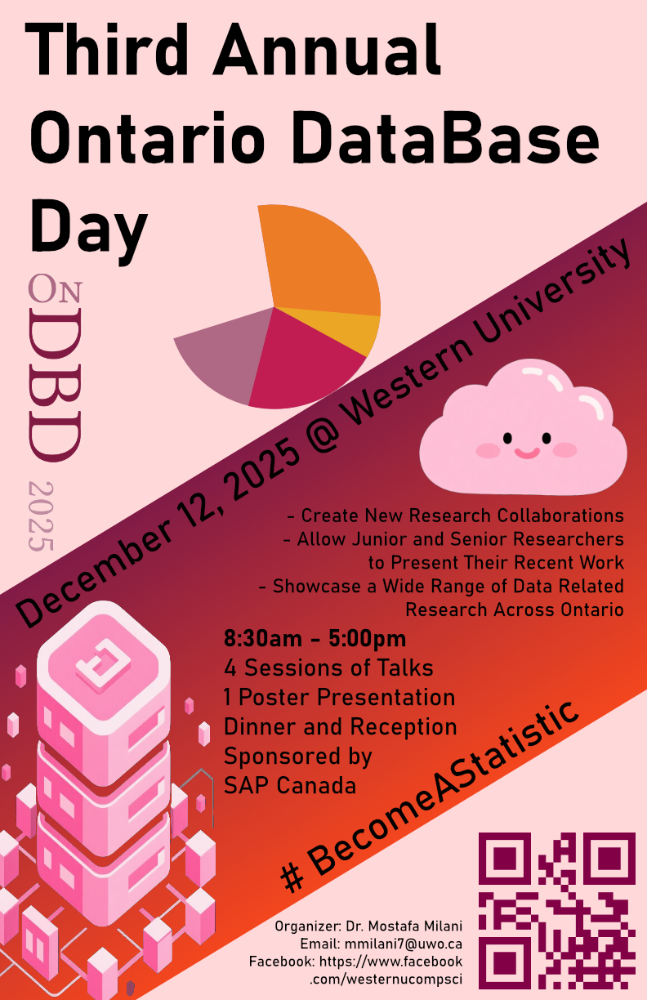 Third Annual
Ontario DataBase
Day
ON
DBD
2025
December 12, 2025 @ Western University
- Create New Research Collaborations
- Allow Junior and Senior Researchers
to Present Their Recent Work
- Showcase a Wide Range of Data Related
Research Across Ontario
8:30am - 5:00pm
4 Sessions of Talks
1 Poster Presentation
Dinner and Reception
Sponsored by
SAP Canada
# BecomeAStatistic
Organizer: Dr. Mostafa Milani
Email: mmilani7@uwo.ca
Facebook: https://www.facebook
.com/westernucompsci